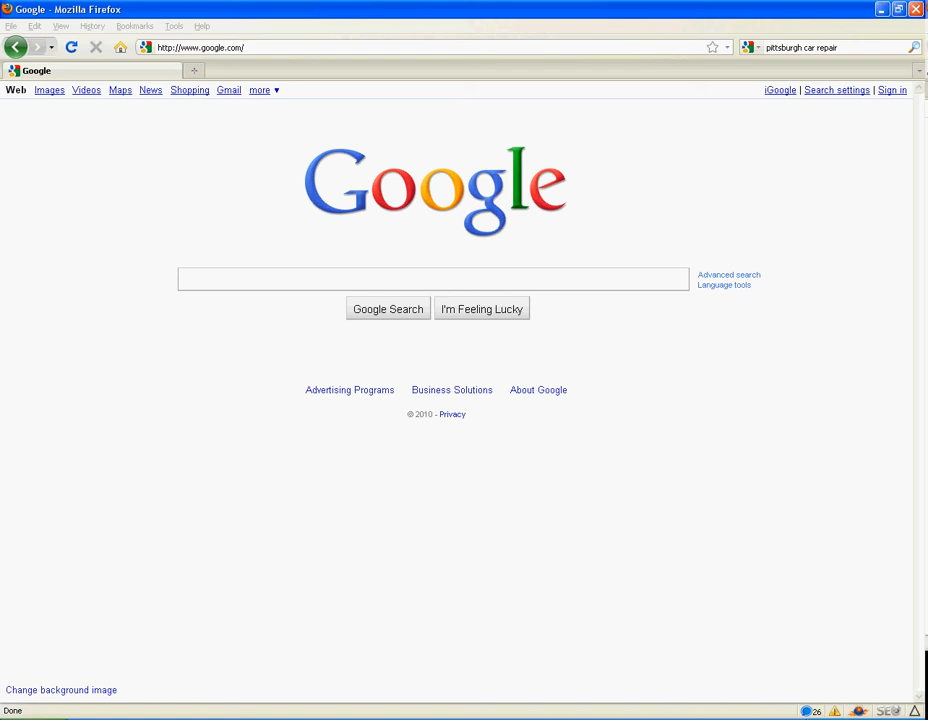 Google - Mozilla Firefox
File Edit View History Bookmarks Tools Help
http://www.google.com/ pittsburgh car repair
Google
Web Images Videos Maps News Shopping Gmail more ▼ iGoogle | Search settings | Sign in
Google
Advanced search
Language tools
Google Search I'm Feeling Lucky
Advertising Programs Business Solutions About Google
© 2010 - Privacy
Change background image
Done 26